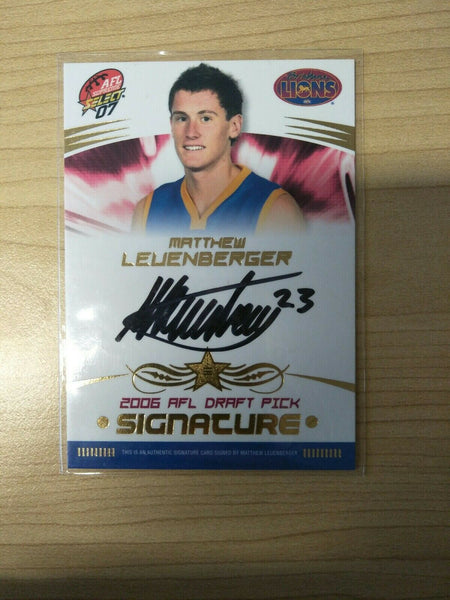 AFL
SELECT
07
LIONS
MATTHEW
LEUENBERGER
23
2006 AFL DRAFT PICK
SIGNATURE
THIS IS AN AUTHENTIC SIGNATURE CARD SIGNED BY MATTHEW LEUENBERGER